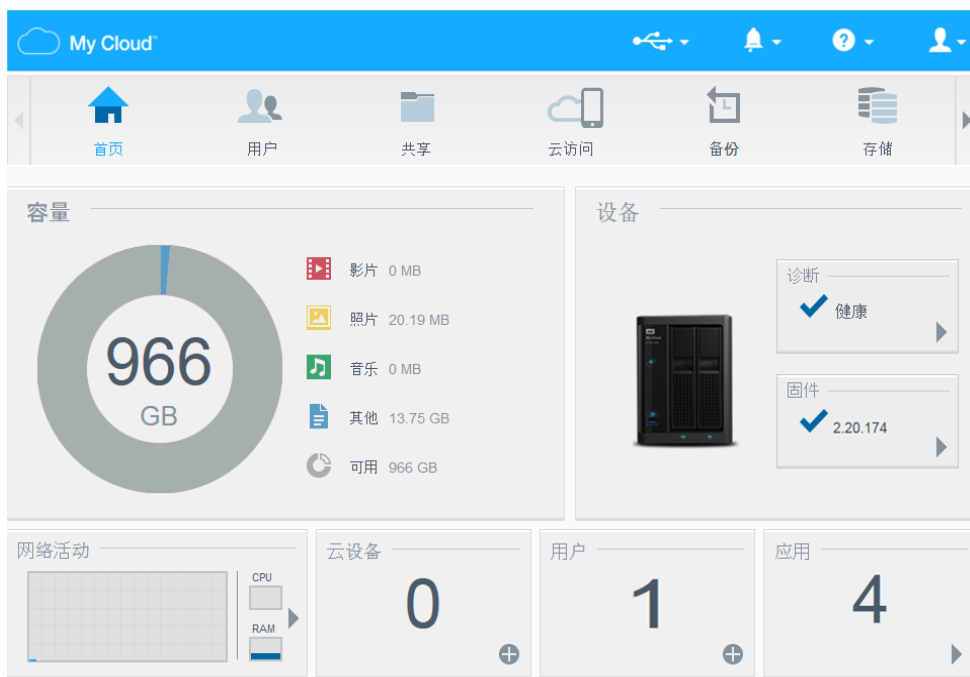 My Cloud™
首页 用户 共享 云访问 备份 存储
容量
966
GB
影片 0 MB
照片 20.19 MB
音乐 0 MB
其他 13.75 GB
可用 966 GB
设备
WD
诊断
健康
固件
2.20.174
网络活动
CPU
RAM
云设备
0
用户
1
应用
4